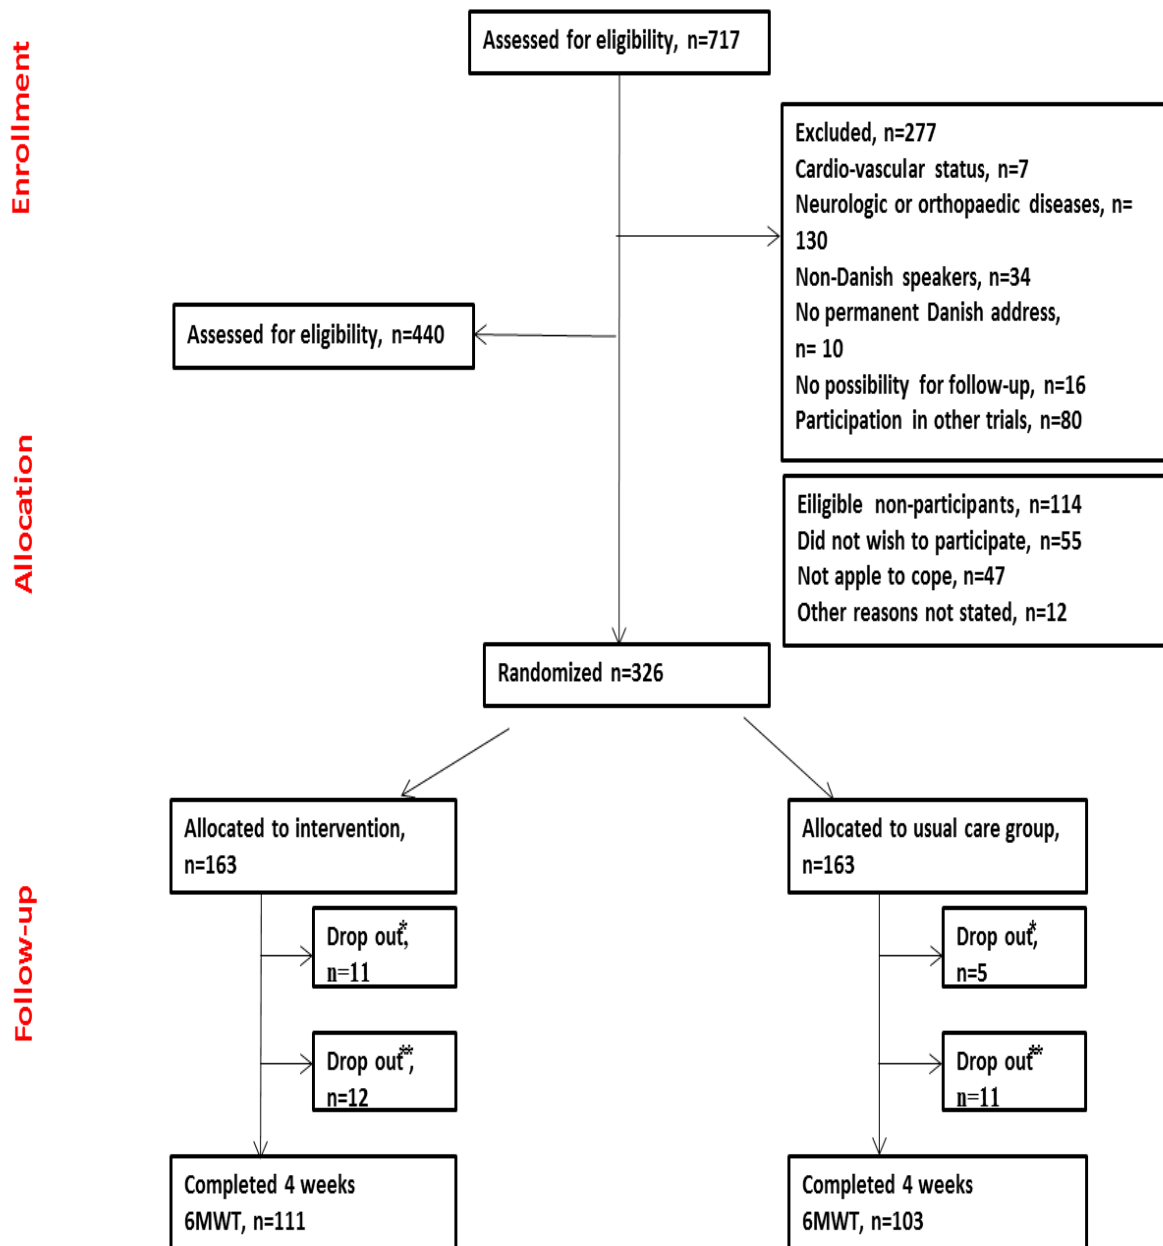 Assessed for eligibility, n=717
Enrollment
Excluded, n=277
Cardio-vascular status, n=7
Neurologic or orthopaedic diseases, n=
130
Non-Danish speakers, n=34
No permanent Danish address,
n= 10
No possibility for follow-up, n=16
Participation in other trials, n=80
Assessed for eligibility, n=440
Allocation
Eiligible non-participants, n=114
Did not wish to participate, n=55
Not apple to cope, n=47
Other reasons not stated, n=12
Randomized n=326
Allocated to intervention,
n=163
Allocated to usual care group,
n=163
Follow-up
Drop out*,
n=11
Drop out*,
n=5
Drop out**,
n=12
Drop out**
n=11
Completed 4 weeks
6MWT, n=111
Completed 4 weeks
6MWT, n=103